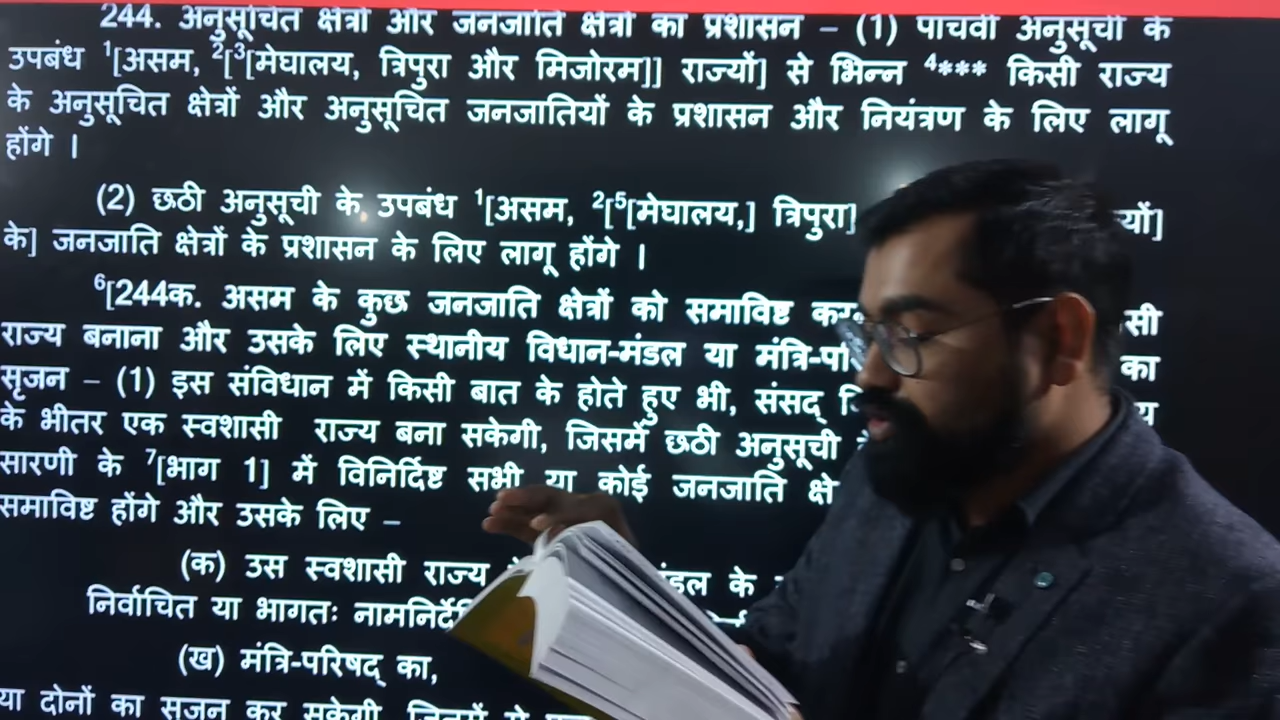 244. अनुसूचित क्षेत्रों और जनजाति क्षेत्रों का प्रशासन – (1) पांचवीं अनुसूची के
उपबंध ¹[असम, ²[³[मेघालय, त्रिपुरा और मिजोरम]] राज्यों] से भिन्न ⁴*** किसी राज्य
के अनुसूचित क्षेत्रों और अनुसूचित जनजातियों के प्रशासन और नियंत्रण के लिए लागू
होंगे ।
(2) छठी अनुसूची के उपबंध ¹[असम, ²[⁵[मेघालय,] त्रिपुरा] यों]
के] जनजाति क्षेत्रों के प्रशासन के लिए लागू होंगे ।
⁶[244क. असम के कुछ जनजाति क्षेत्रों को समाविष्ट सी
राज्य बनाना और उसके लिए स्थानीय विधान-मंडल या का
सृजन – (1) इस संविधान में किसी बात के होते हुए भी, संसद् य
के भीतर एक स्वशासी राज्य बना सकेगी, जिसमें छठी अनुसूची
सारणी के ⁷[भाग 1] में विनिर्दिष्ट सभी या कोई जनजाति क्षे
समाविष्ट होंगे और उसके लिए –
(क) उस स्वशासी राज्य मंडल के
निर्वाचित या भागतः
(ख) मंत्रि-परिषद् का,
या दोनों का सृजन कर सकेगी, जिनमें से